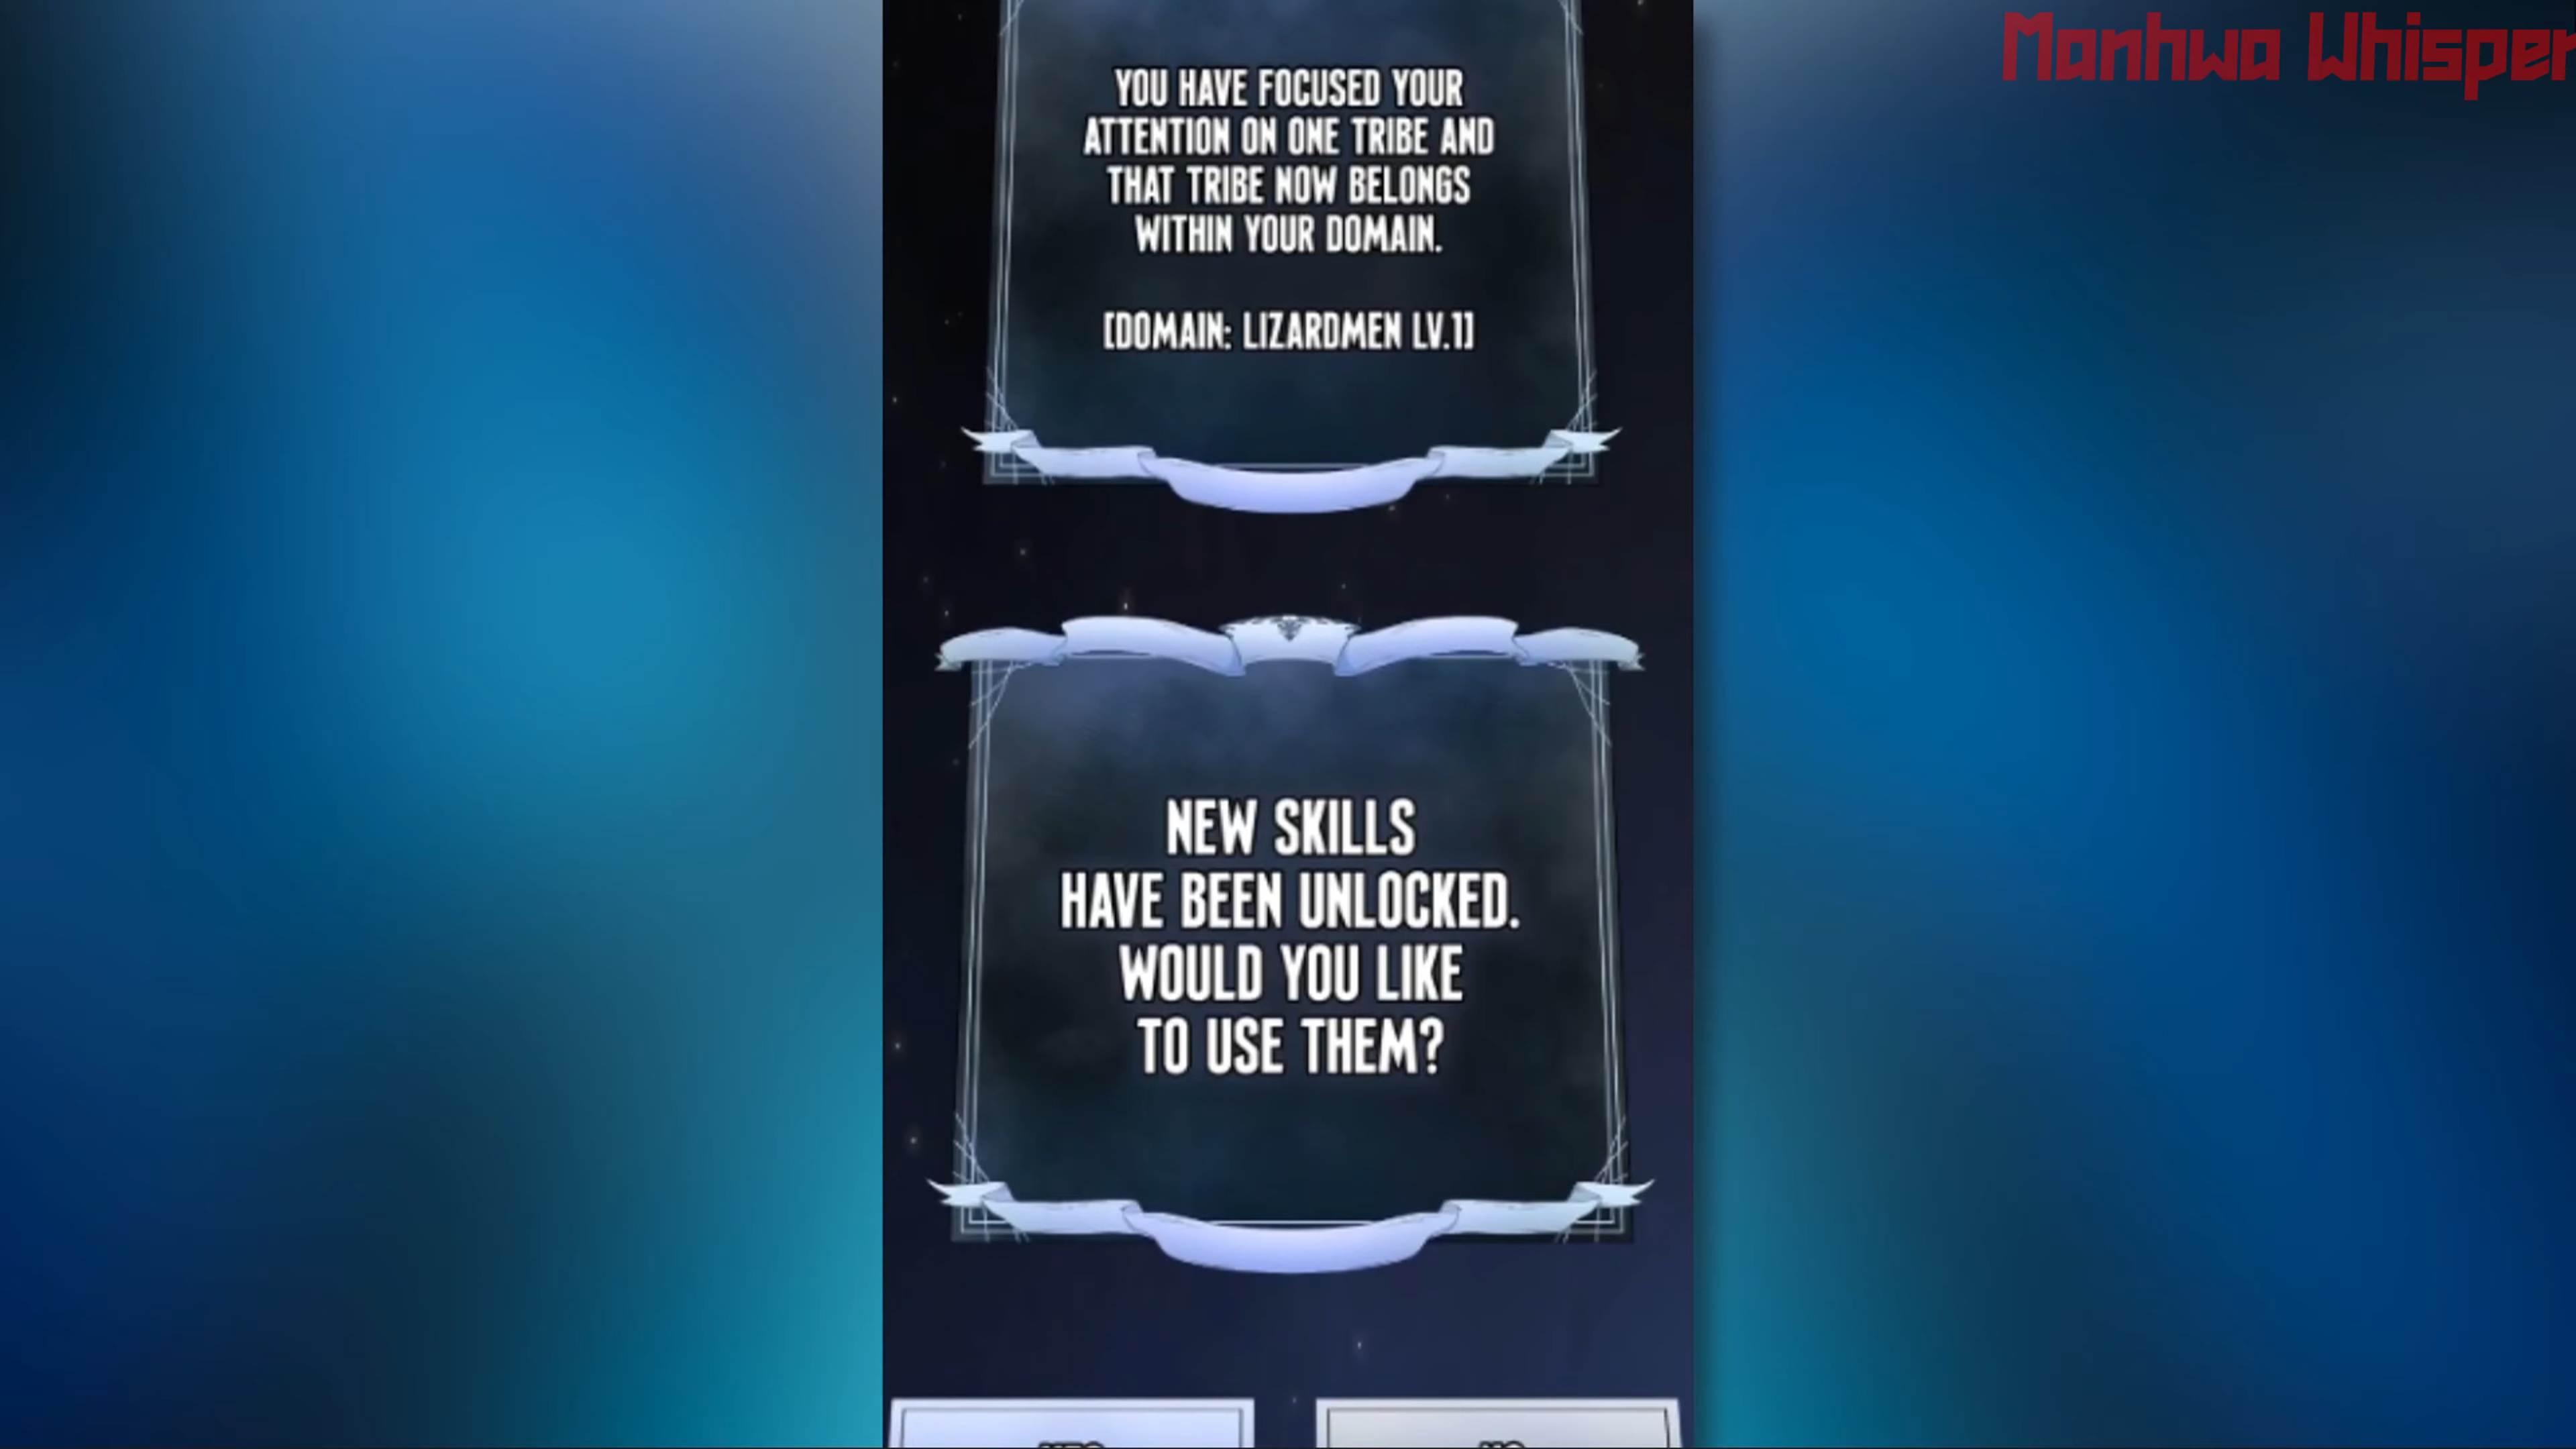 Manhwa Whisper
YOU HAVE FOCUSED YOUR
ATTENTION ON ONE TRIBE AND
THAT TRIBE NOW BELONGS
WITHIN YOUR DOMAIN.
[DOMAIN: LIZARDMEN LV.1]
NEW SKILLS
HAVE BEEN UNLOCKED.
WOULD YOU LIKE
TO USE THEM?